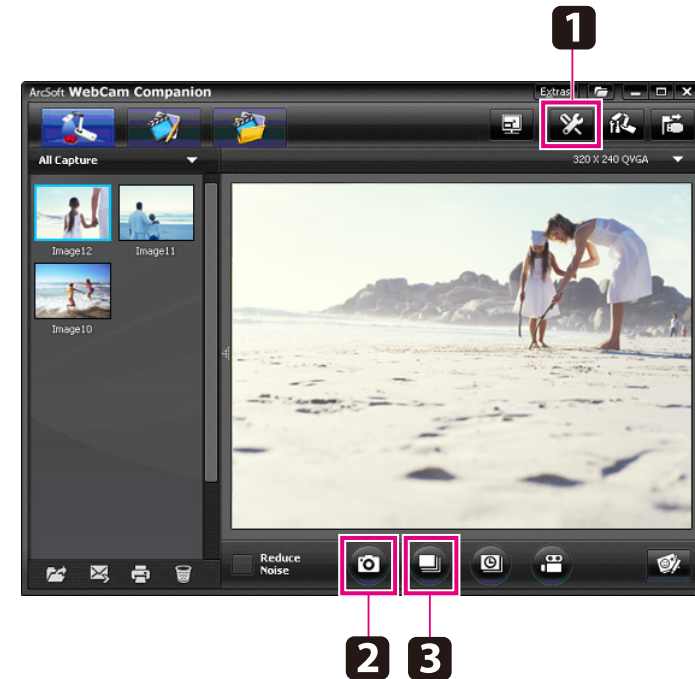 1
ArcSoft WebCam Companion
Extras
All Capture
320 X 240 QVGA
Image12
Image11
Image10
Reduce
Noise
2
3